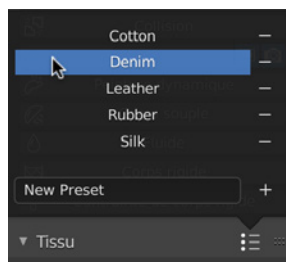 Cotton
Denim
Leather
Rubber
Silk
New Preset
Tissu